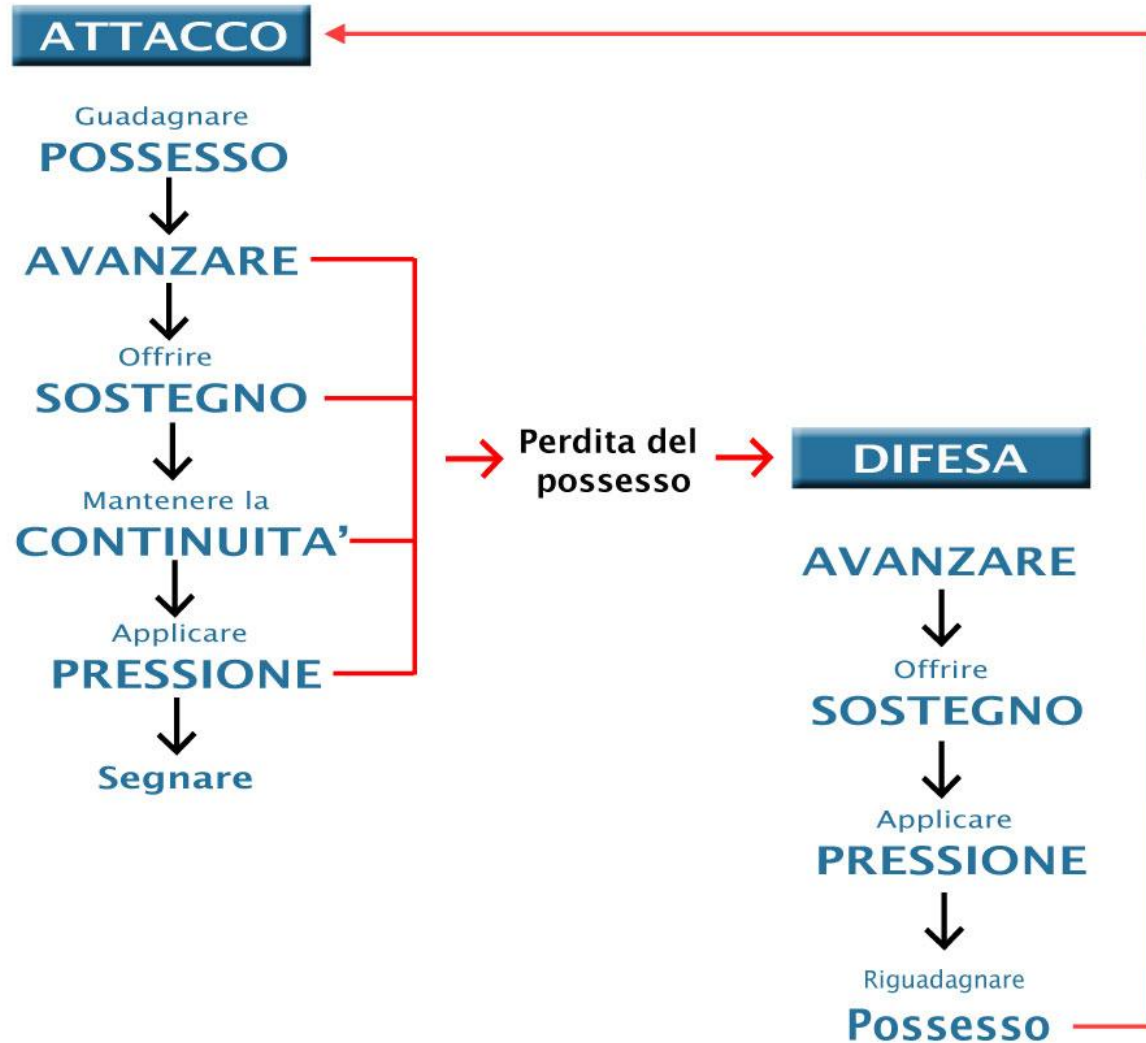 ATTACCO
Guadagnare
POSSESSO
AVANZARE
Offrire
SOSTEGNO
Mantenere la
CONTINUITA’
Applicare
PRESSIONE
Segnare
Perdita del
possesso
DIFESA
AVANZARE
Offrire
SOSTEGNO
Applicare
PRESSIONE
Riguadagnare
Possesso